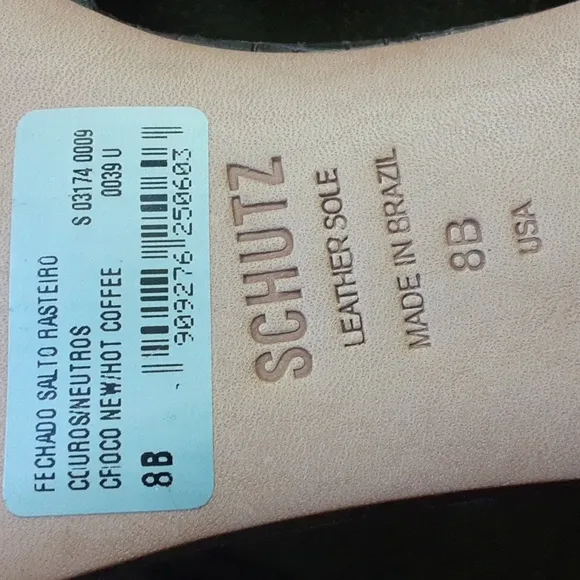 FECHADO SALTO RASTEIRO
COUROS/NEUTROS S 03174 0009
CROCO NEW/HOT COFFEE 0039 U
909276 250603
8B
SCHUTZ
LEATHER SOLE
MADE IN BRAZIL
8B
USA